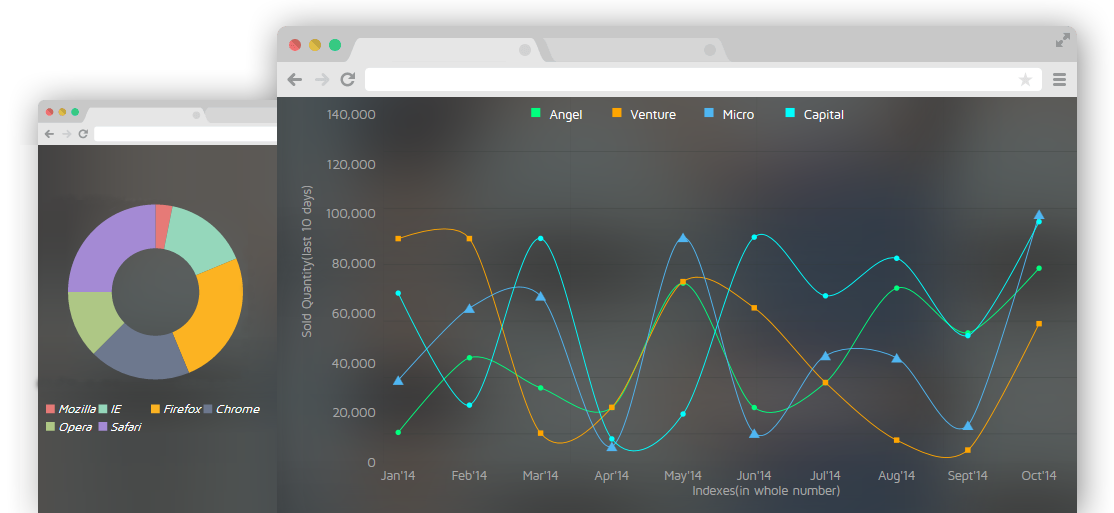 140,000
120,000
100,000
80,000
60,000
40,000
20,000
0
Sold Quantity(last 10 days)
Angel Venture Micro Capital
Jan'14 Feb'14 Mar'14 Apr'14 May'14 Jun'14 Jul'14 Aug'14 Sept'14 Oct'14
Indexes(in whole number)
Mozilla IE Firefox Chrome
Opera Safari